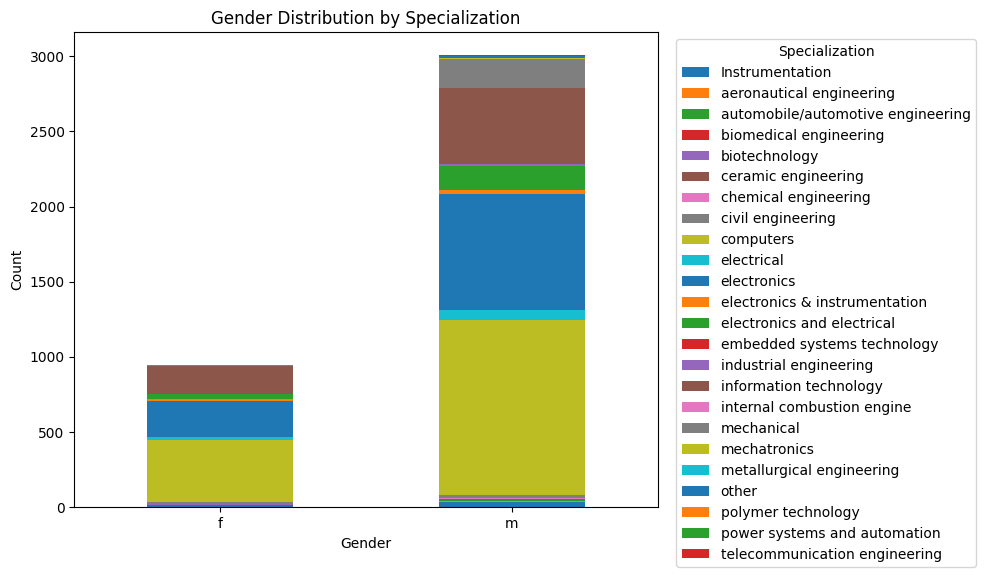 Gender Distribution by Specialization
Count
3000
2500
2000
1500
1000
500
0
f
m
Gender
Specialization
Instrumentation
aeronautical engineering
automobile/automotive engineering
biomedical engineering
biotechnology
ceramic engineering
chemical engineering
civil engineering
computers
electrical
electronics
electronics & instrumentation
electronics and electrical
embedded systems technology
industrial engineering
information technology
internal combustion engine
mechanical
mechatronics
metallurgical engineering
other
polymer technology
power systems and automation
telecommunication engineering